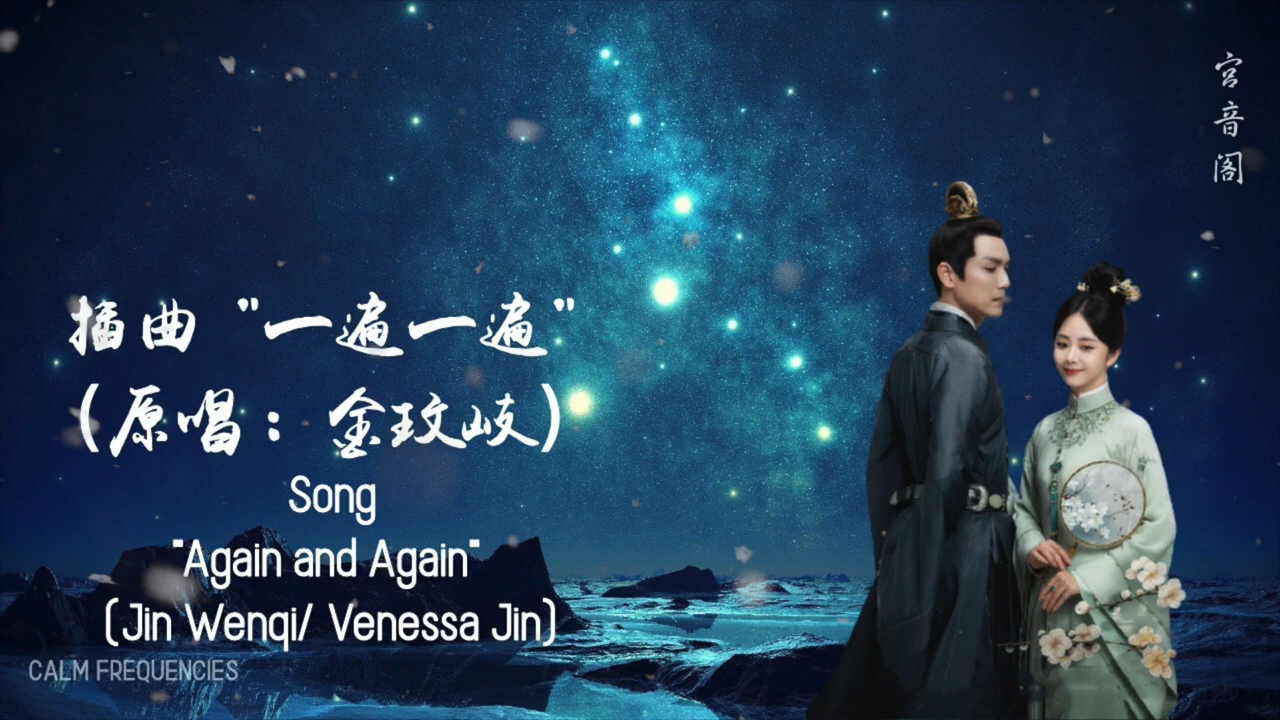 宫音阁
插曲 "一遍一遍"
(原唱：金玟岐)
Song
"Again and Again"
(Jin Wenqi/ Venessa Jin)
CALM FREQUENCIES